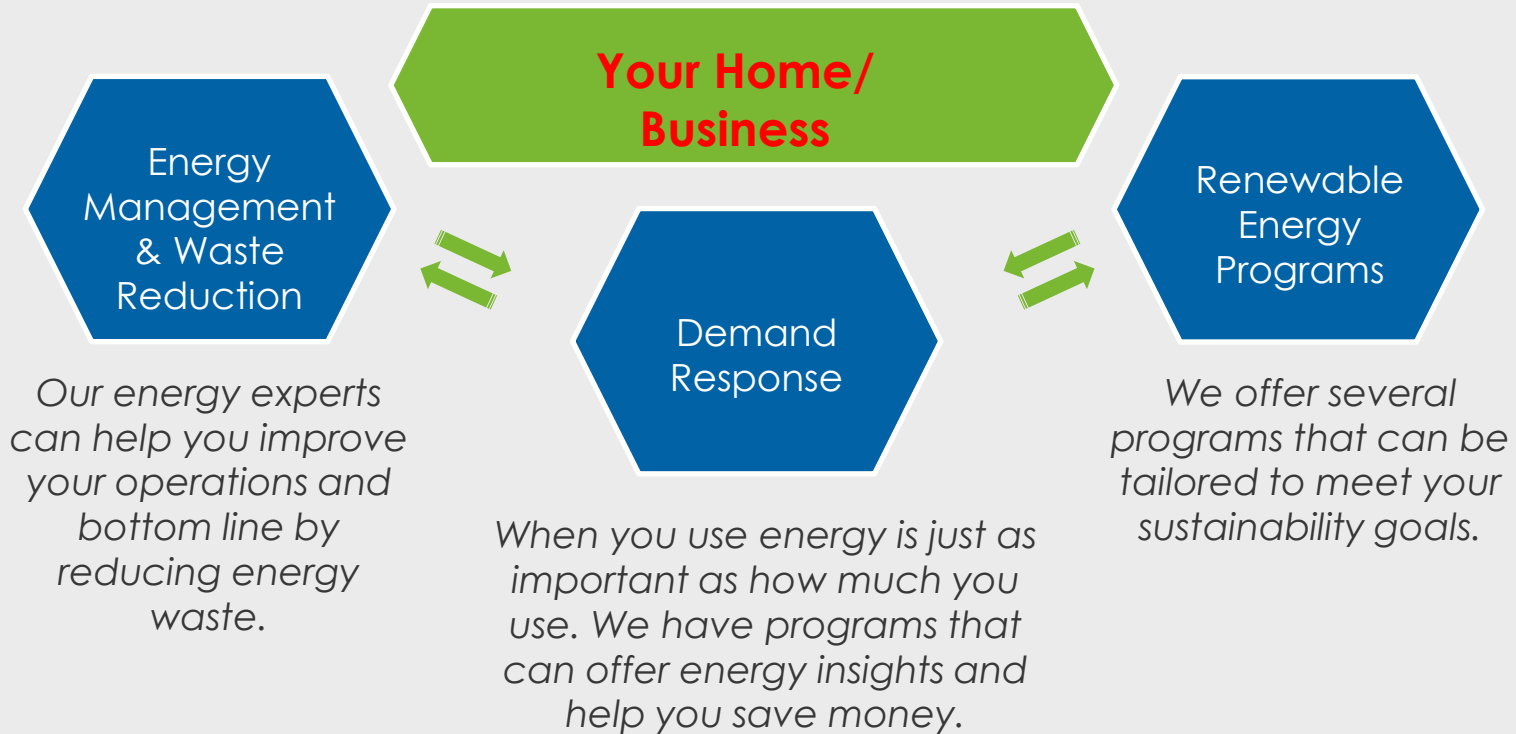 Your Home/
Business
Energy
Management
& Waste
Reduction
Our energy experts
can help you improve
your operations and
bottom line by
reducing energy
waste.
Demand
Response
When you use energy is just as
important as how much you
use. We have programs that
can offer energy insights and
help you save money.
Renewable
Energy
Programs
We offer several
programs that can be
tailored to meet your
sustainability goals.